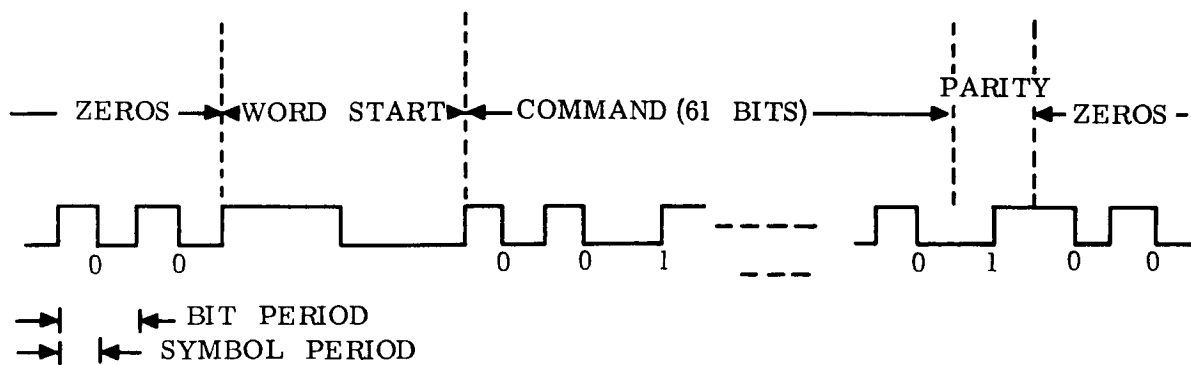 PARITY
ZEROS WORD START COMMAND (61 BITS) ZEROS
0 0 0 0 1 0 1 0 0
BIT PERIOD
SYMBOL PERIOD